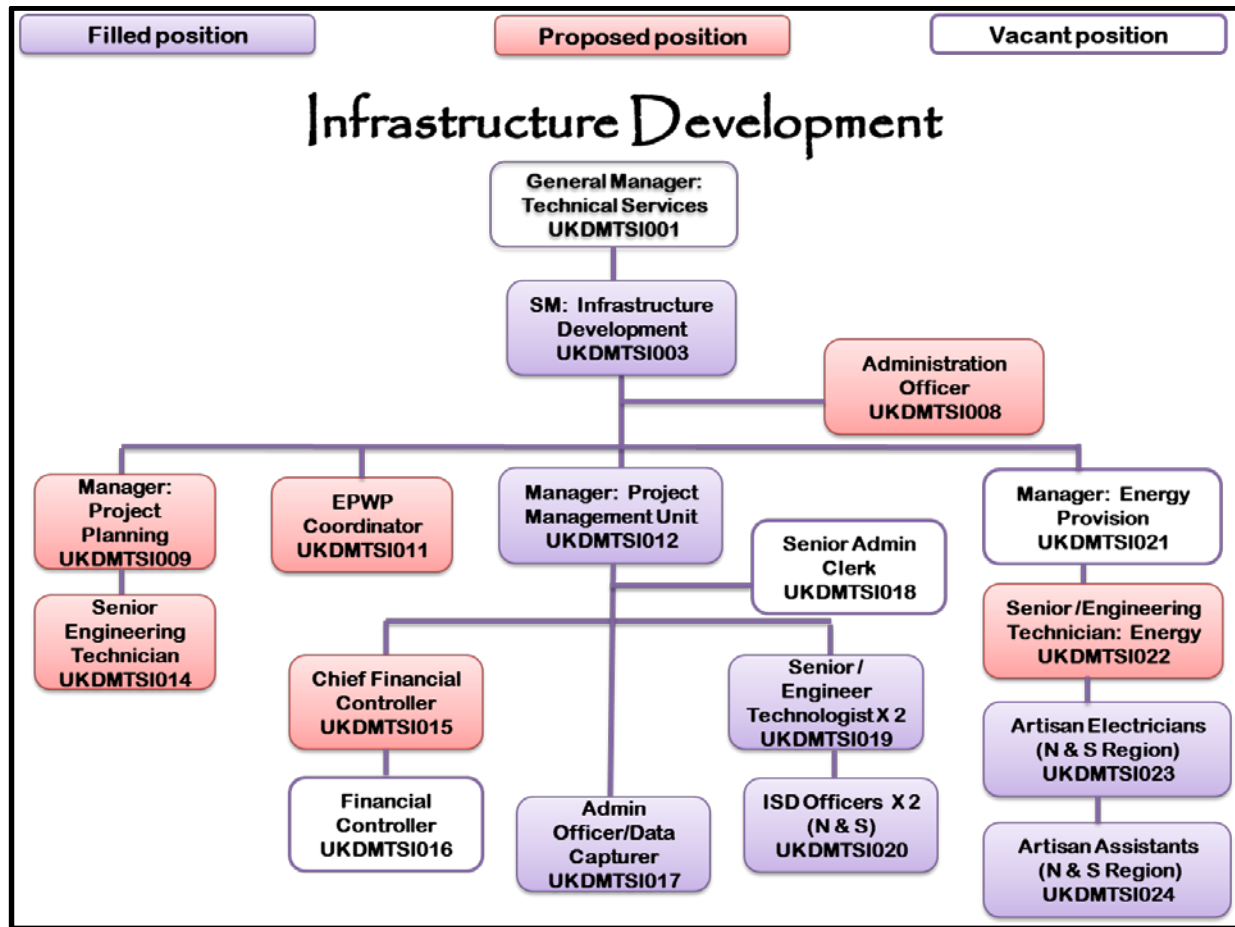 Filled position
Proposed position
Vacant position
Infrastructure Development
General Manager:
Technical Services
UKDMTSI001
SM: Infrastructure
Development
UKDMTSI003
Administration
Officer
UKDMTSI008
Manager:
Project
Planning
UKDMTSI009
EPWP
Coordinator
UKDMTSI011
Manager: Project
Management Unit
UKDMTSI012
Manager: Energy
Provision
UKDMTSI021
Senior Admin
Clerk
UKDMTSI018
Senior
Engineering
Technician
UKDMTSI014
Senior /Engineering
Technician: Energy
UKDMTSI022
Chief Financial
Controller
UKDMTSI015
Senior /
Engineer
Technologist X 2
UKDMTSI019
Artisan Electricians
(N & S Region)
UKDMTSI023
Financial
Controller
UKDMTSI016
Admin
Officer/Data
Capturer
UKDMTSI017
ISD Officers X 2
(N & S)
UKDMTSI020
Artisan Assistants
(N & S Region)
UKDMTSI024